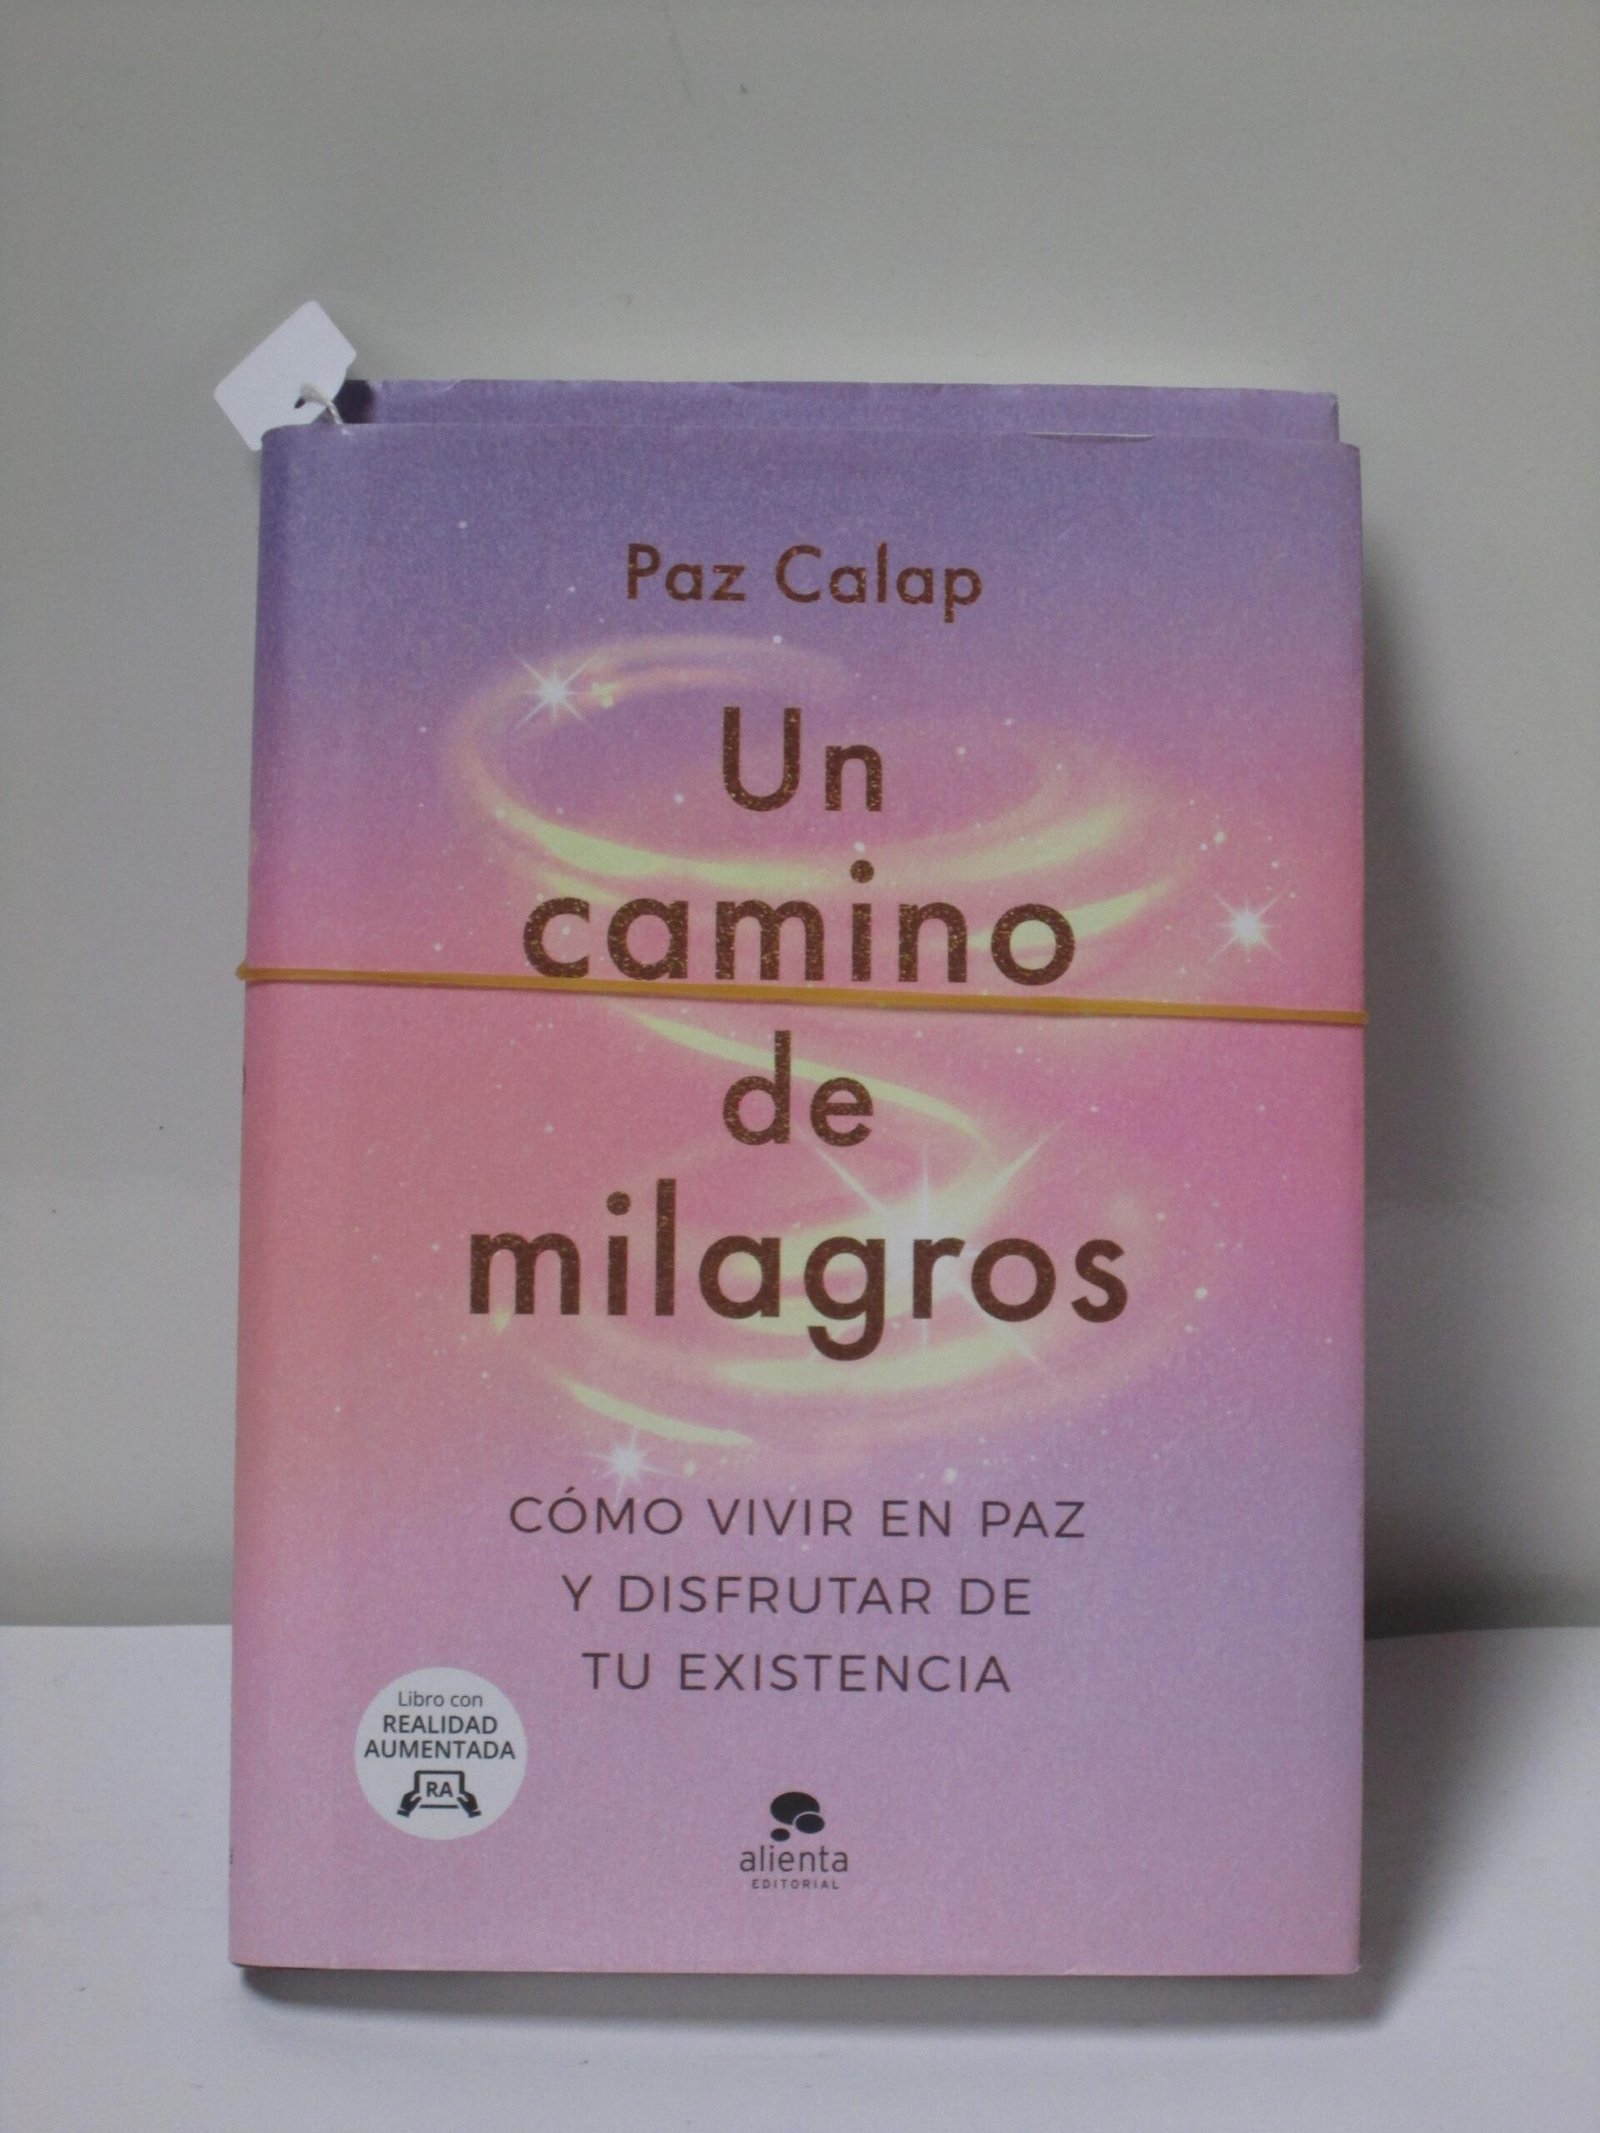 Paz Calap
Un
camino
de
milagros
CÓMO VIVIR EN PAZ
Y DISFRUTAR DE
TU EXISTENCIA
Libro con
REALIDAD
AUMENTADA
RA
alienta
EDITORIAL